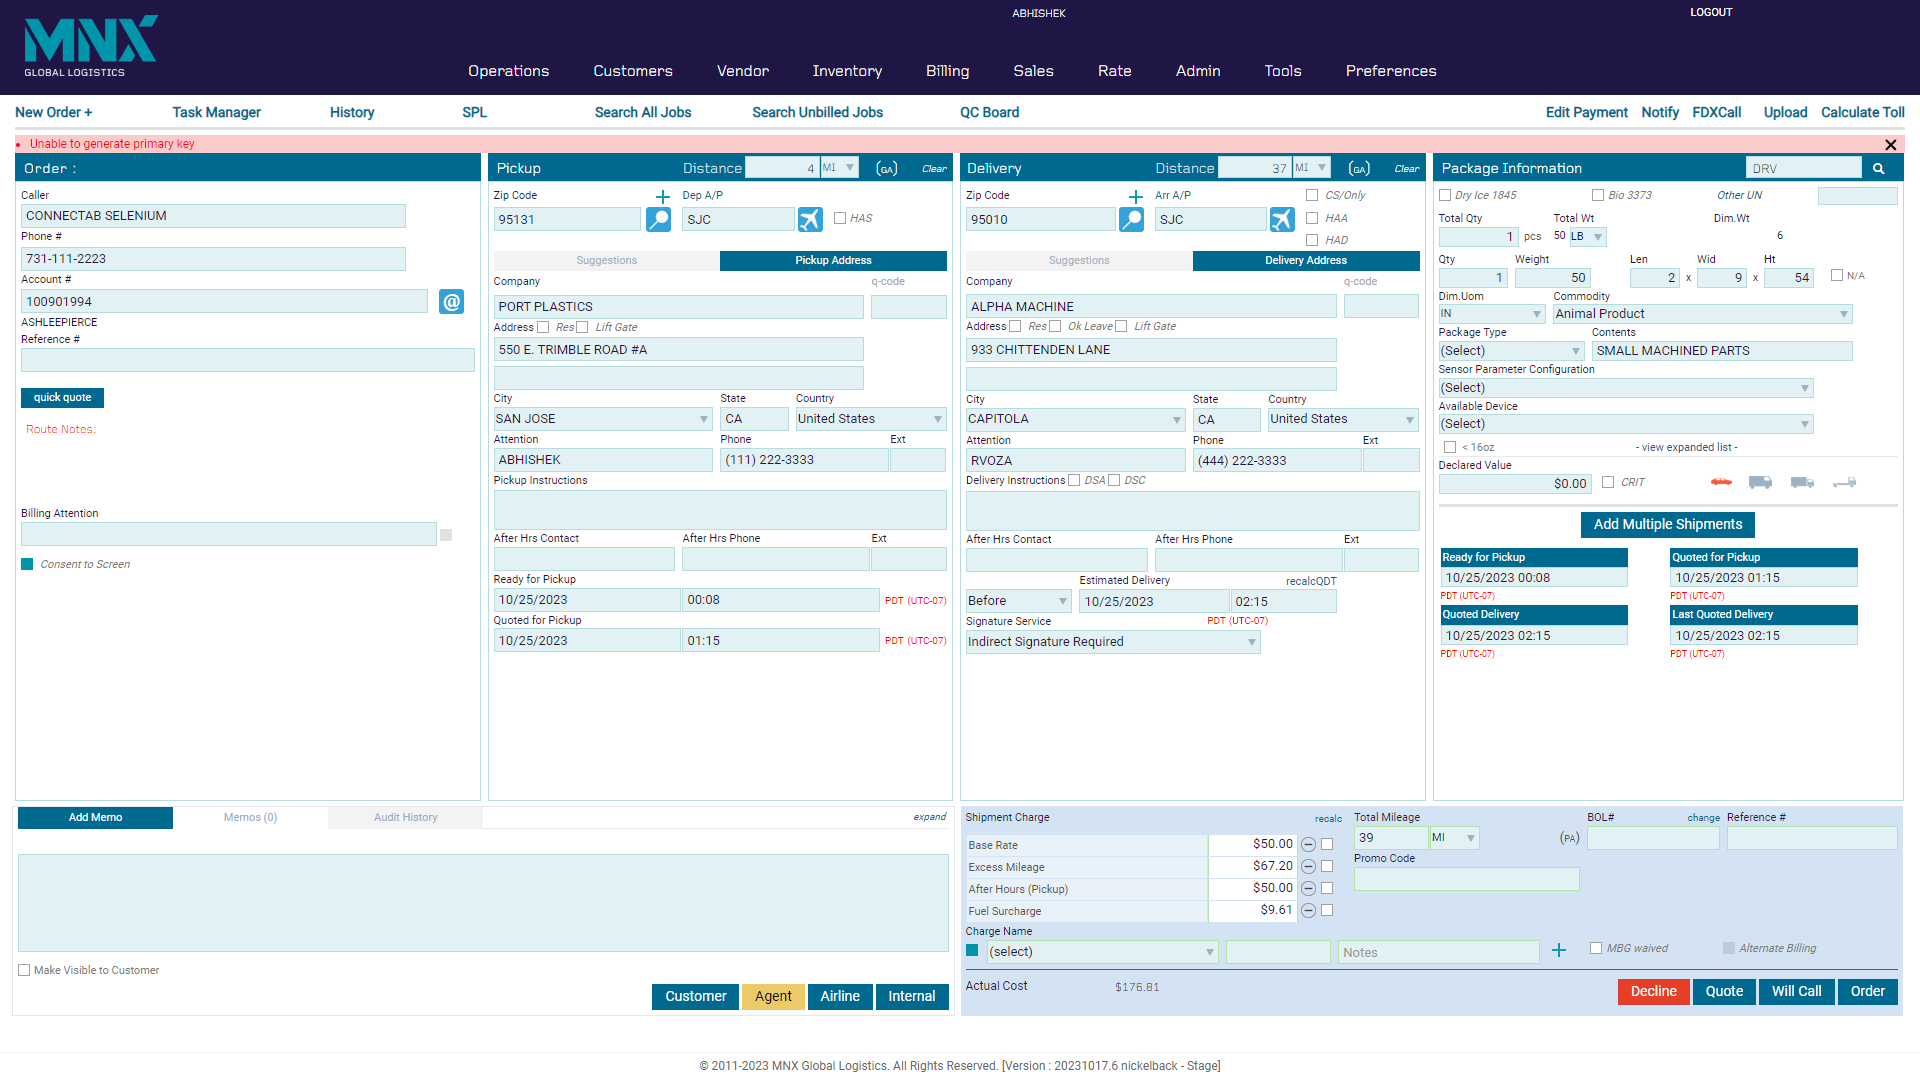 MNX
GLOBAL LOGISTICS
ABHISHEK
LOGOUT
Operations Customers Vendor Inventory Billing Sales Rate Admin Tools Preferences
New Order + Task Manager History SPL Search All Jobs Search Unbilled Jobs QC Board Edit Payment Notify FDXCall Upload Calculate Toll
Unable to generate primary key
Order :
Caller
CONNECTAB SELENIUM
Phone #
731-111-2223
Account #
100901994 @
ASHLEEPIERCE
Reference #
quick quote
Route Notes:
Billing Attention
Consent to Screen
Pickup Distance 4 MI (GA) Clear
Zip Code + Dep A/P
95131 SJC HAS
Suggestions Pickup Address
Company q-code
PORT PLASTICS
Address Res Lift Gate
550 E. TRIMBLE ROAD #A
City State Country
SAN JOSE CA United States
Attention Phone Ext
ABHISHEK (111) 222-3333
Pickup Instructions
After Hrs Contact After Hrs Phone Ext
Ready for Pickup
10/25/2023 00:08 PDT (UTC-07)
Quoted for Pickup
10/25/2023 01:15 PDT (UTC-07)
Delivery Distance 37 MI (GA) Clear
Zip Code + Arr A/P CS/Only
95010 SJC HAA
HAD
Suggestions Delivery Address
Company q-code
ALPHA MACHINE
Address Res Ok Leave Lift Gate
933 CHITTENDEN LANE
City State Country
CAPITOLA CA United States
Attention Phone Ext
RVOZA (444) 222-3333
Delivery Instructions DSA DSC
After Hrs Contact After Hrs Phone Ext
Estimated Delivery recalcQDT
Before 10/25/2023 02:15
Signature Service PDT (UTC-07)
Indirect Signature Required
Package Information DRV
Dry Ice 1845 Bio 3373 Other UN
Total Qty Total Wt Dim.Wt
1 pcs 50 LB 6
Qty Weight Len Wid Ht
1 50 2 x 9 x 54 N/A
Dim.Uom Commodity
IN Animal Product
Package Type Contents
(Select) SMALL MACHINED PARTS
Sensor Parameter Configuration
(Select)
Available Device
(Select)
< 16oz - view expanded list -
Declared Value
$0.00 CRIT
Add Multiple Shipments
Ready for Pickup Quoted for Pickup
10/25/2023 00:08 10/25/2023 01:15
PDT (UTC-07) PDT (UTC-07)
Quoted Delivery Last Quoted Delivery
10/25/2023 02:15 10/25/2023 02:15
PDT (UTC-07) PDT (UTC-07)
Add Memo Memos (0) Audit History expand
Make Visible to Customer
Customer Agent Airline Internal
Shipment Charge recalc
Base Rate $50.00
Excess Mileage $67.20
After Hours (Pickup) $50.00
Fuel Surcharge $9.61
Total Mileage BOL# change Reference #
39 MI (PA)
Promo Code
Charge Name
(select) Notes + MBG waived Alternate Billing
Actual Cost $176.81
Decline Quote Will Call Order
© 2011-2023 MNX Global Logistics. All Rights Reserved. [Version : 20231017.6 nickelback - Stage]